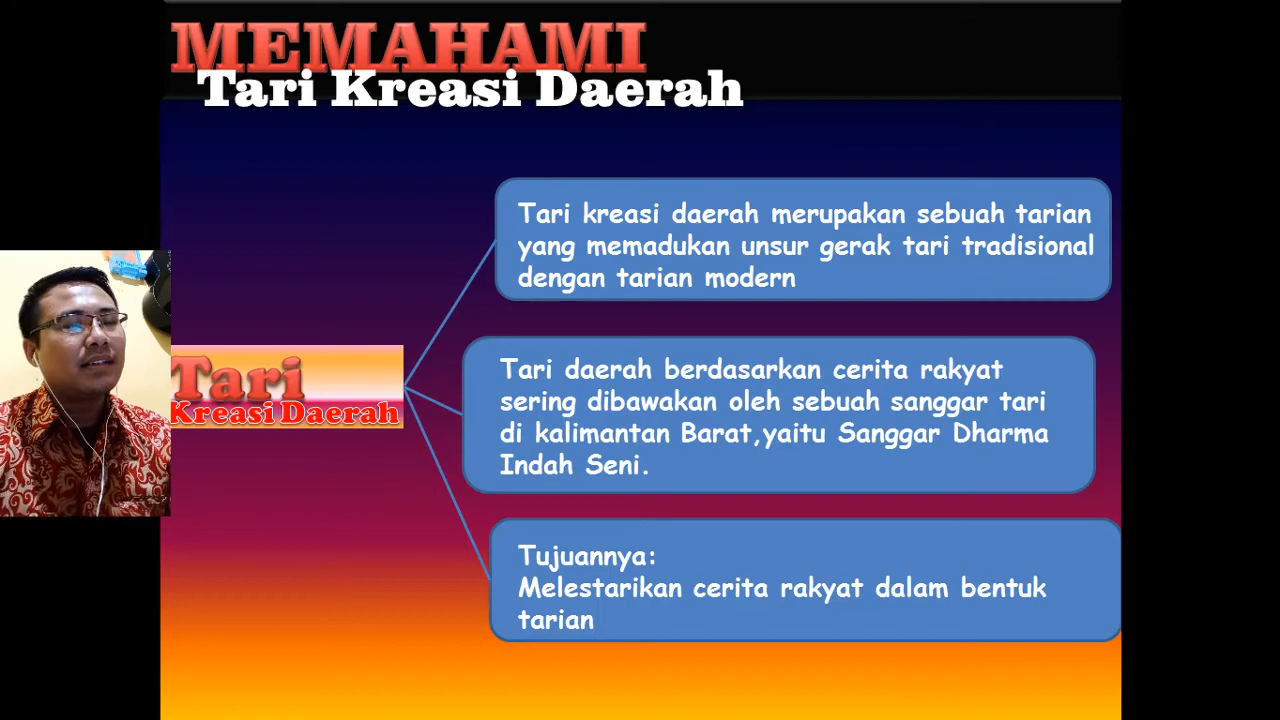 MEMAHAMI
Tari Kreasi Daerah
Tari kreasi daerah merupakan sebuah tarian
yang memadukan unsur gerak tari tradisional
dengan tarian modern
Tari
Kreasi Daerah
Tari daerah berdasarkan cerita rakyat
sering dibawakan oleh sebuah sanggar tari
di kalimantan Barat,yaitu Sanggar Dharma
Indah Seni.
Tujuannya:
Melestarikan cerita rakyat dalam bentuk
tarian